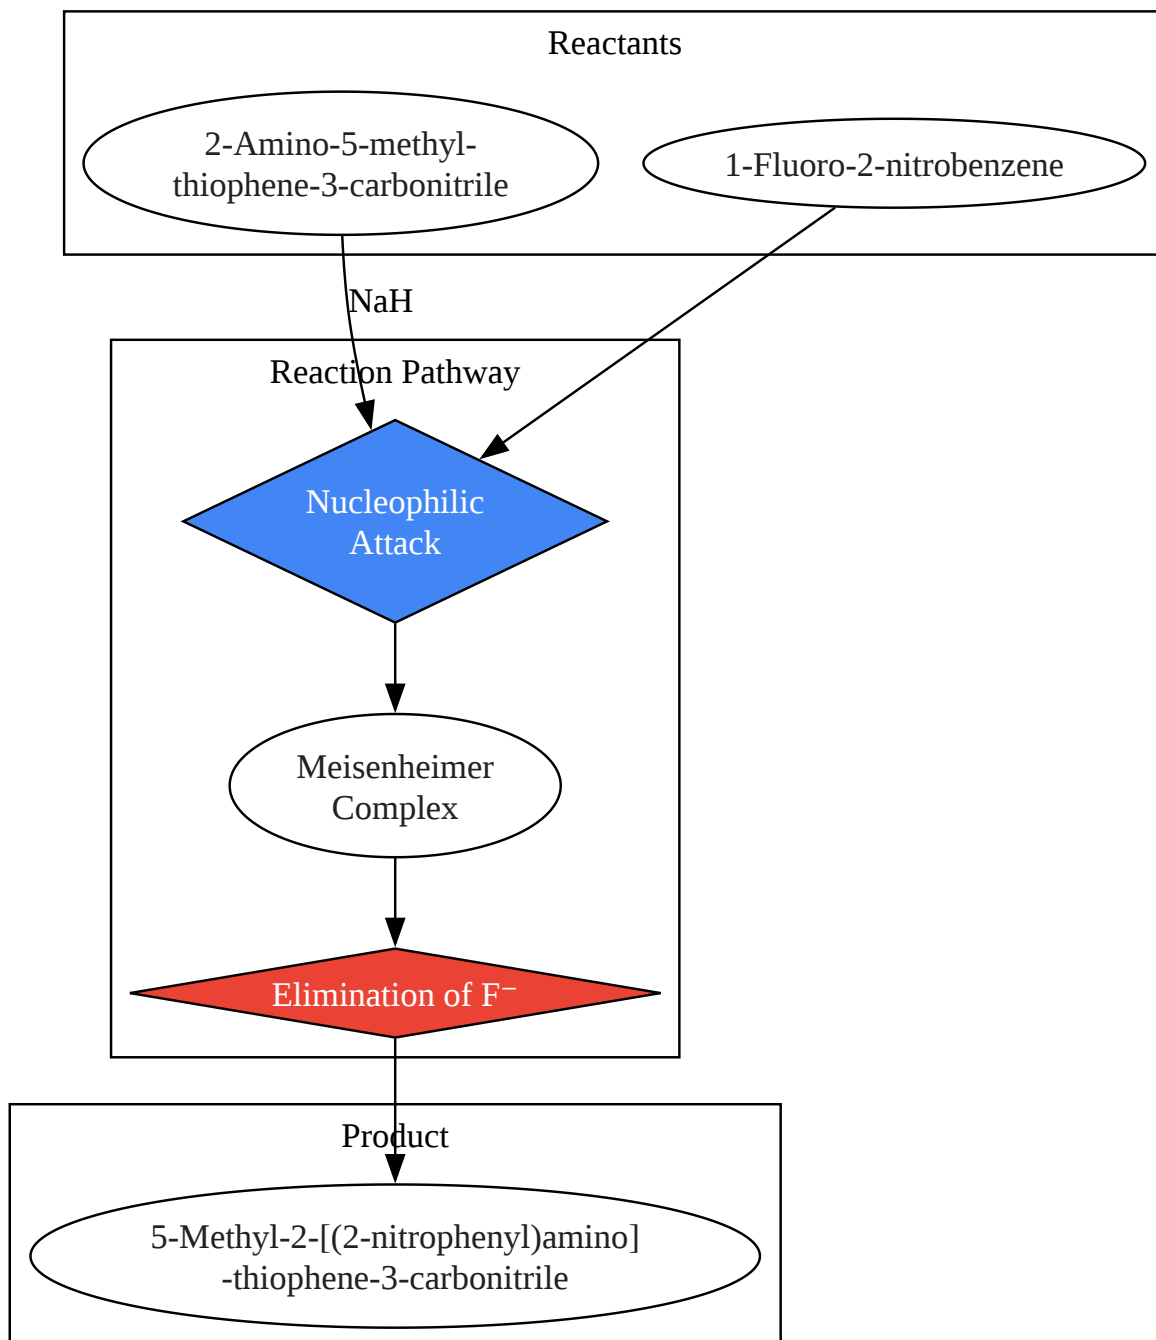 Reactants
2-Amino-5-methyl-
thiophene-3-carbonitrile
1-Fluoro-2-nitrobenzene
NaH
Reaction Pathway
Nucleophilic
Attack
Meisenheimer
Complex
Elimination of F⁻
Product
5-Methyl-2-[(2-nitrophenyl)amino]
-thiophene-3-carbonitrile